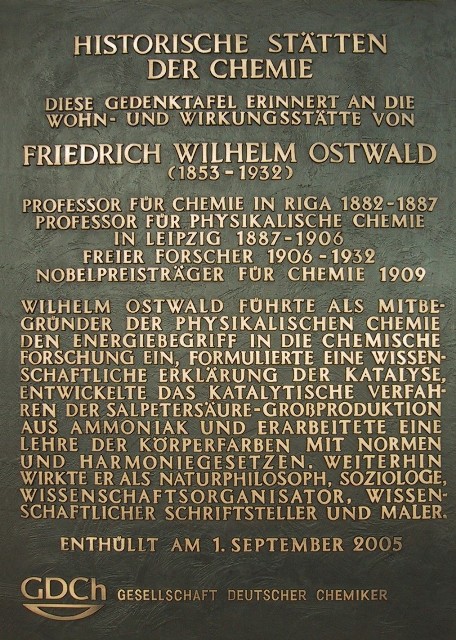 HISTORISCHE STÄTTEN
DER CHEMIE
DIESE GEDENKTAFEL ERINNERT AN DIE
WOHN- UND WIRKUNGSSTÄTTE VON
FRIEDRICH WILHELM OSTWALD
(1853-1932)
PROFESSOR FÜR CHEMIE IN RIGA 1882-1887
PROFESSOR FÜR PHYSIKALISCHE CHEMIE
IN LEIPZIG 1887-1906
FREIER FORSCHER 1906-1932
NOBELPREISTRÄGER FÜR CHEMIE 1909
WILHELM OSTWALD FÜHRTE ALS MITBE-
GRÜNDER DER PHYSIKALISCHEN CHEMIE
DEN ENERGIEBEGRIFF IN DIE CHEMISCHE
FORSCHUNG EIN, FORMULIERTE EINE WISSEN-
SCHAFTLICHE ERKLÄRUNG DER KATALYSE,
ENTWICKELTE DAS KATALYTISCHE VERFAH-
REN DER SALPETERSÄURE-GROßPRODUKTION
AUS AMMONIAK UND ERARBEITETE EINE
LEHRE DER KÖRPERFARBEN MIT NORMEN
UND HARMONIEGESETZEN. WEITERHIN
WIRKTE ER ALS NATURPHILOSOPH, SOZIOLOGE,
WISSENSCHAFTSORGANISATOR, WISSEN-
SCHAFTLICHER SCHRIFTSTELLER UND MALER.
ENTHÜLLT AM 1. SEPTEMBER 2005
GDCh GESELLSCHAFT DEUTSCHER CHEMIKER